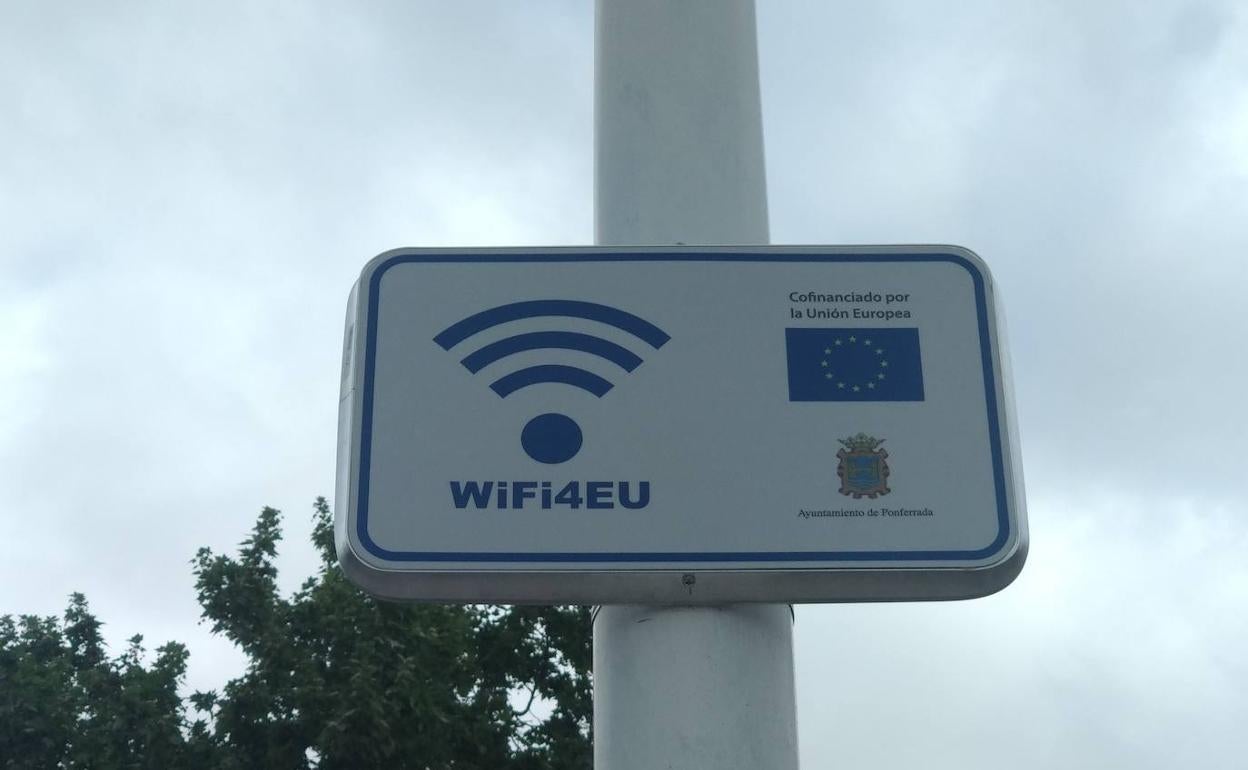 WiFi4EU
Cofinanciado por
la Unión Europea
Ayuntamiento de Ponferrada